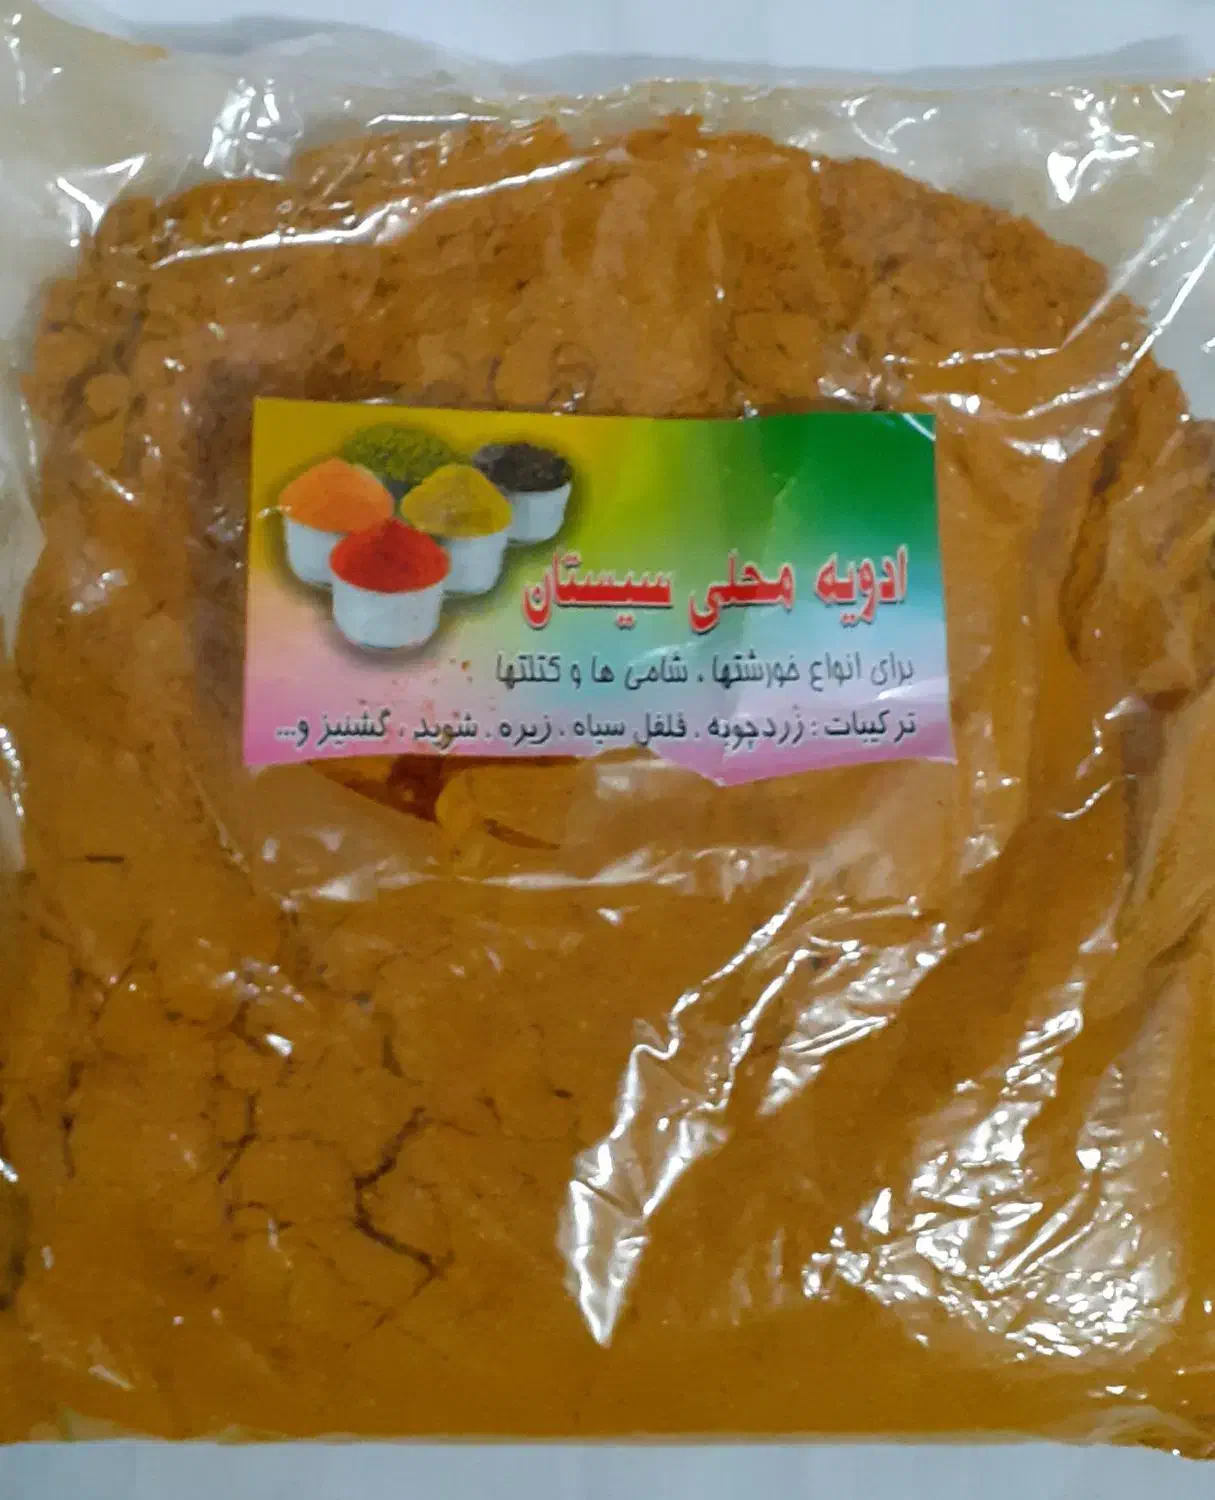 ادویه محلی سیستان
برای انواع خورشتها ، شامی ها و کتلتها
ترکیبات : زردچوبه ، فلفل سیاه ، زیره ، شوید ، گشنیز و...